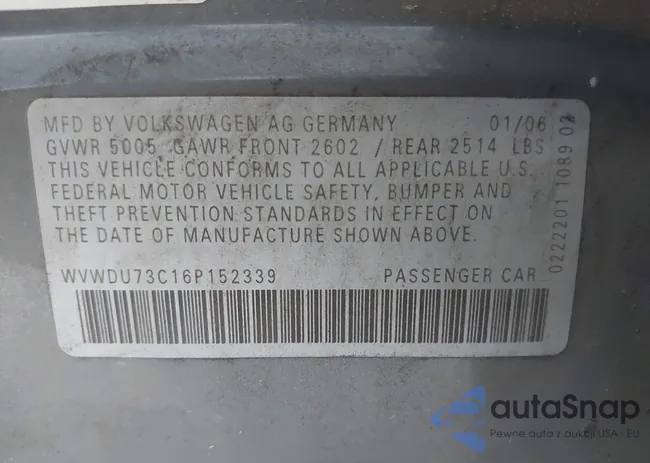 MFD BY VOLKSWAGEN AG GERMANY 01/06
GVWR 5005 GAWR FRONT 2602 / REAR 2514 LBS
THIS VEHICLE CONFORMS TO ALL APPLICABLE U.S.
FEDERAL MOTOR VEHICLE SAFETY, BUMPER AND
THEFT PREVENTION STANDARDS IN EFFECT ON
THE DATE OF MANUFACTURE SHOWN ABOVE.
WVWDU73C16P152339 PASSENGER CAR
0222201 1089 02
autoSnap
Pewne auta z aukcji USA - EU